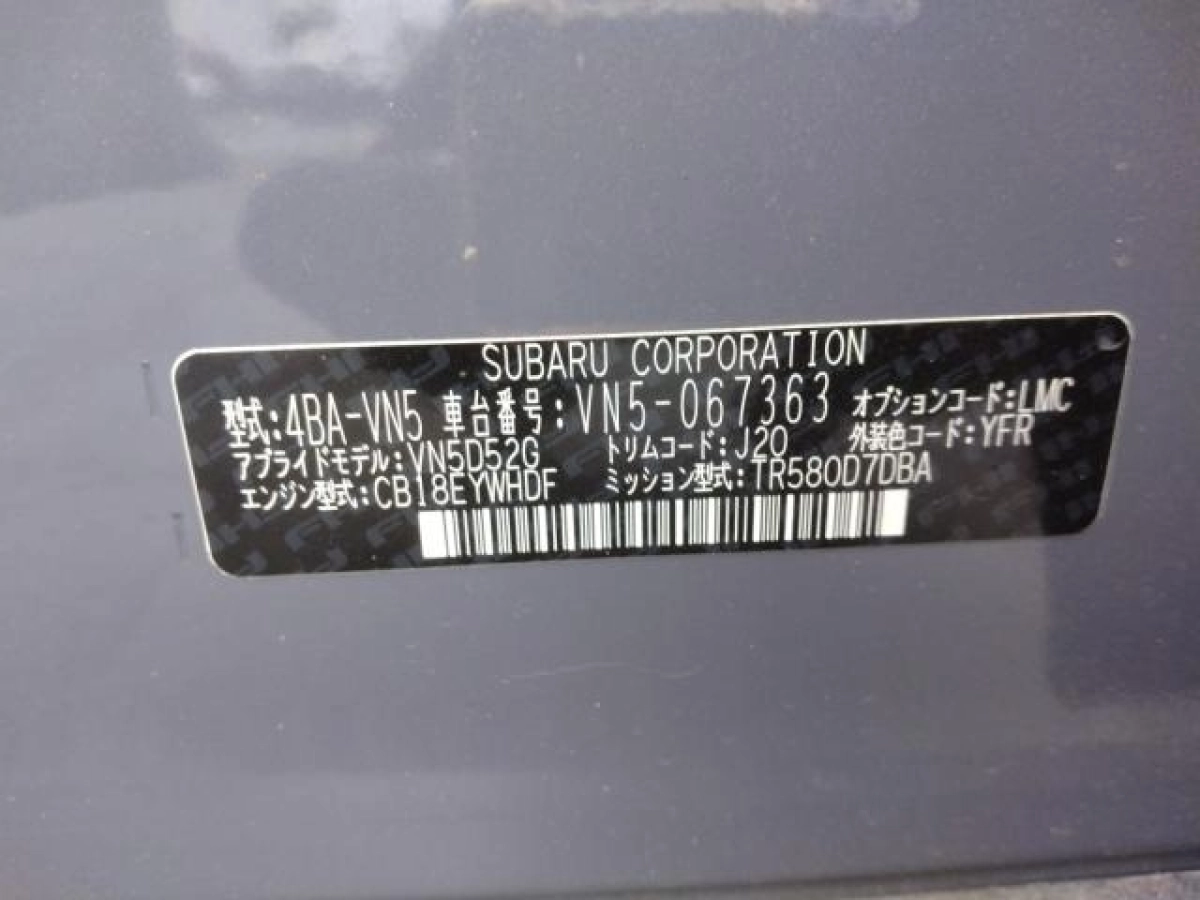 SUBARU CORPORATION
型式:4BA-VN5 車台番号:VN5-067363 オプションコード:LMC
アプライドモデル:VN5D52G トリムコード:J20 外装色コード:YFR
エンジン型式:CB18EYWHDF ミッション型式:TR580D7DBA